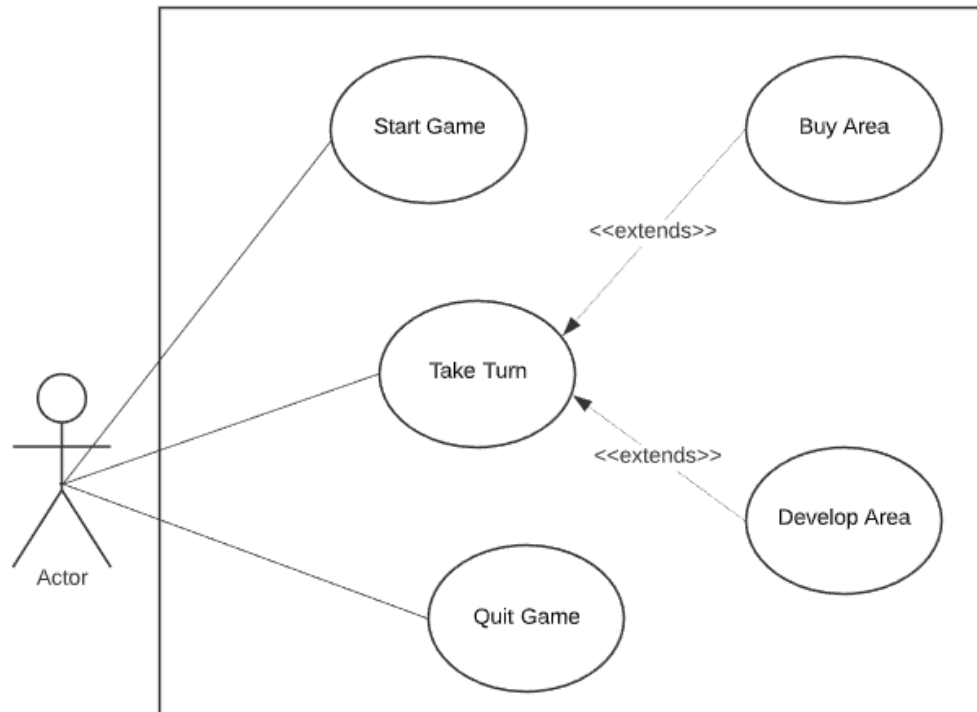 Start Game
Buy Area
<<extends>>
Take Turn
<<extends>>
Develop Area
Actor
Quit Game